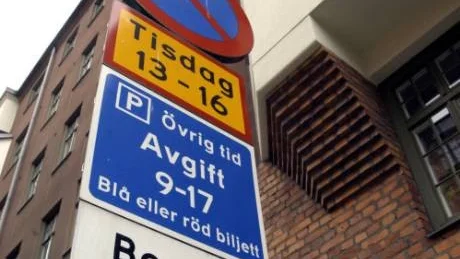 Tisdag
13 - 16
P Övrig tid
Avgift
9-17
Blå eller röd biljett